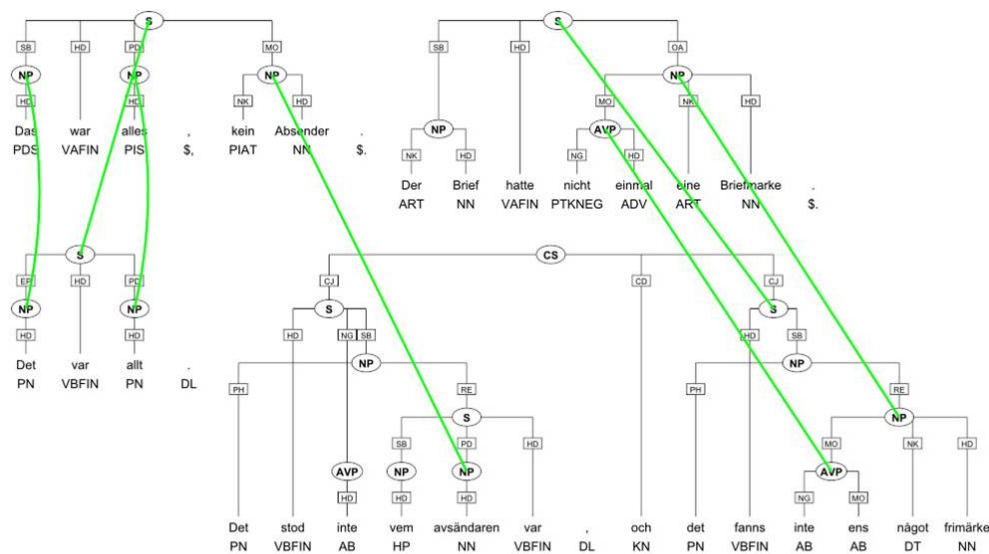 S S
SB HD PD MO SB HD OA
NP NP NP NP
HD HD NK HD MO NK HD
Das war alles , kein Absender . NP AVP
PDS VAFIN PIS $, PIAT NN $. NK HD NG HD
Der Brief hatte nicht einmal eine Briefmarke .
ART NN VAFIN PTKNEG ADV ART NN $.
S CS
EP HD PD CJ CD CJ
NP NP S S
HD HD HD NG SB HD SB
Det var allt . NP NP
PN VBFIN PN DL PH RE PH RE
S NP
SB PD HD MO NK HD
AVP NP NP AVP
HD HD HD NG MO
Det stod inte vem avsändaren var , och det fanns inte ens något frimärke
PN VBFIN AB HP NN VBFIN DL KN PN VBFIN AB AB DT NN